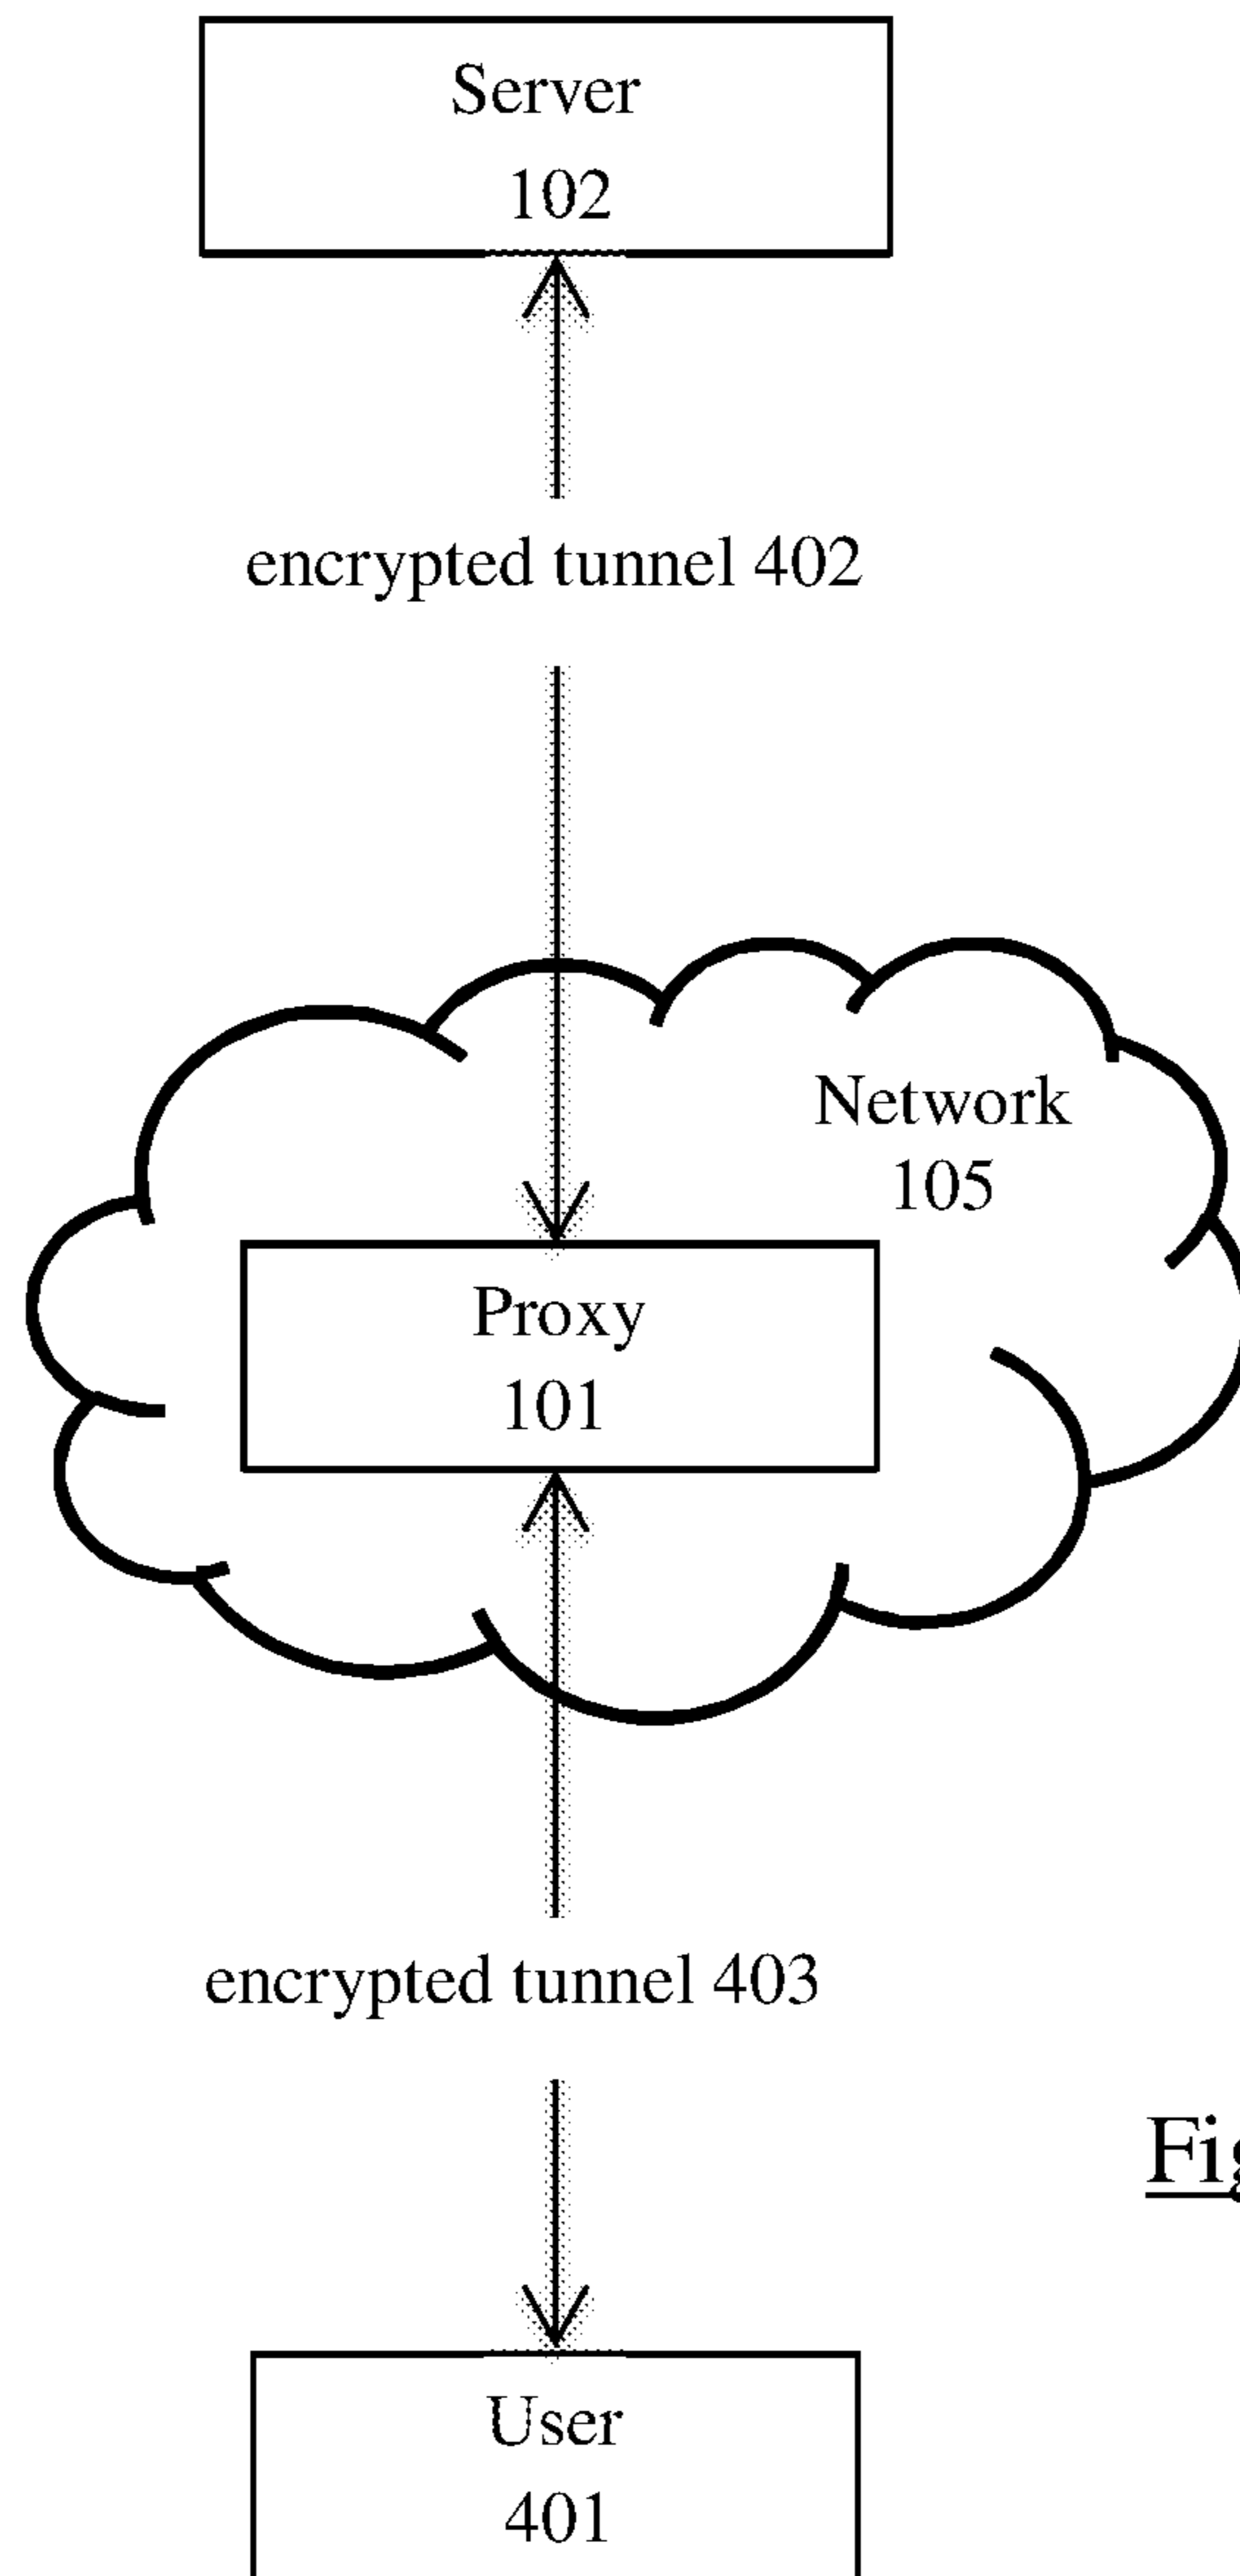 Server
102
encrypted tunnel 402
Network
105
Proxy
101
encrypted tunnel 403
User
401